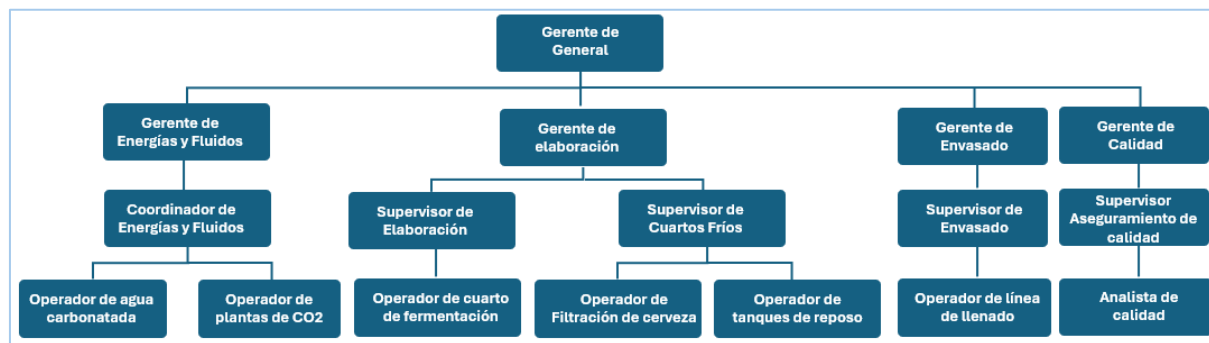 Gerente de
General
Gerente de
Energías y Fluidos
Gerente de
elaboración
Gerente de
Envasado
Gerente de
Calidad
Coordinador de
Energías y Fluidos
Supervisor de
Elaboración
Supervisor de
Cuartos Fríos
Supervisor de
Envasado
Supervisor
Aseguramiento de
calidad
Operador de agua
carbonatada
Operador de
plantas de CO2
Operador de cuarto
de fermentación
Operador de
Filtración de cerveza
Operador de
tanques de reposo
Operador de línea
de llenado
Analista de
calidad